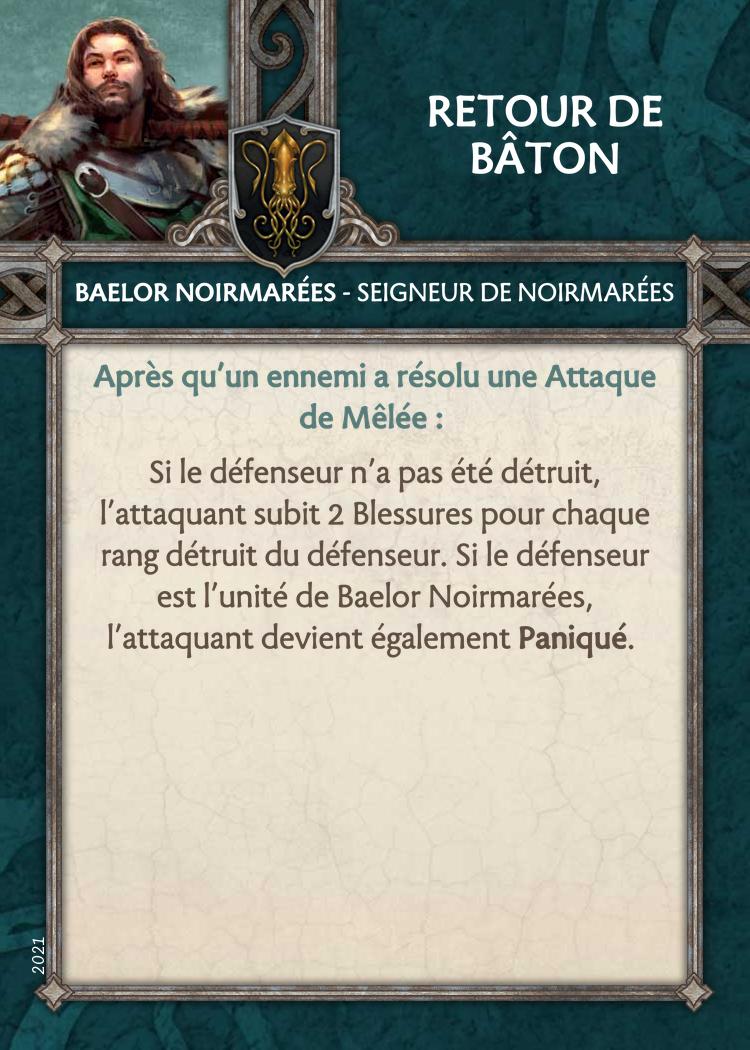 RETOUR DE
BÂTON
BAELOR NOIRMARÉES - SEIGNEUR DE NOIRMARÉES
Après qu'un ennemi a résolu une Attaque
de Mêlée :
Si le défenseur n'a pas été détruit,
l'attaquant subit 2 Blessures pour chaque
rang détruit du défenseur. Si le défenseur
est l'unité de Baelor Noirmarées,
l'attaquant devient également Paniqué.
2021